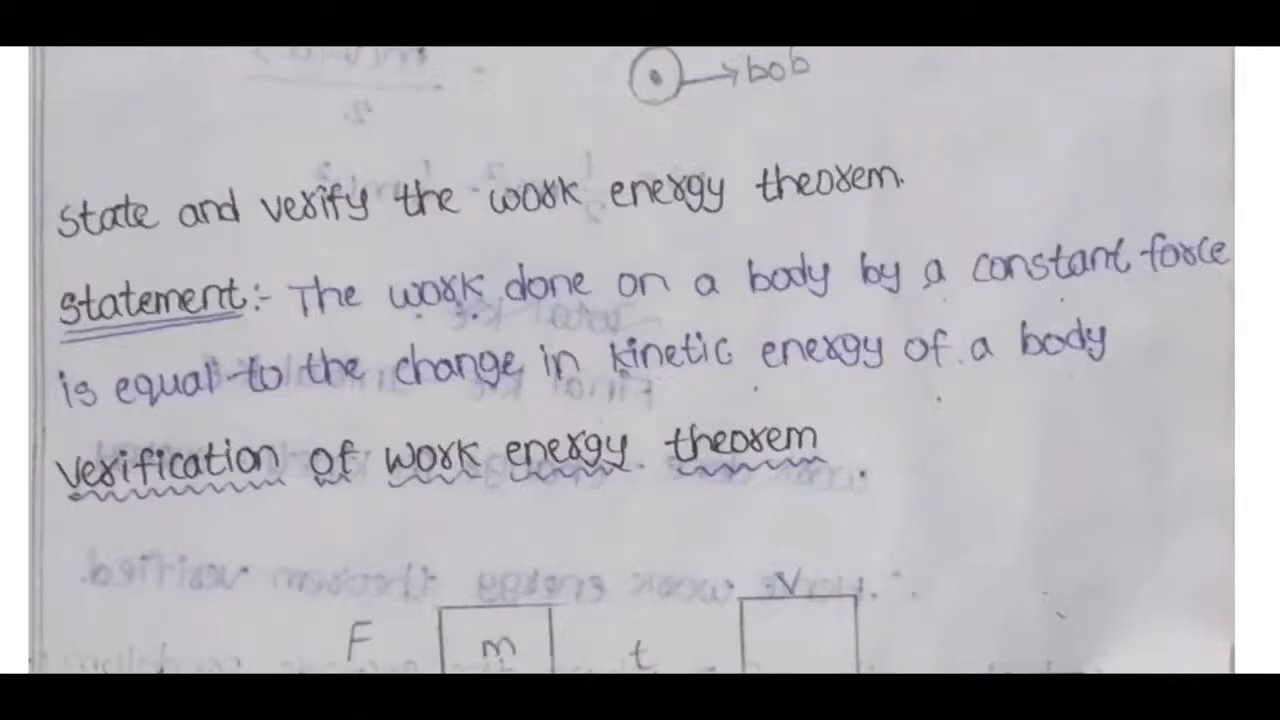 bob
State and verify the work energy theorem.
Statement:- The work done on a body by a constant force
is equal to the change in kinetic energy of a body
verification of work energy theorem.
V
F m t